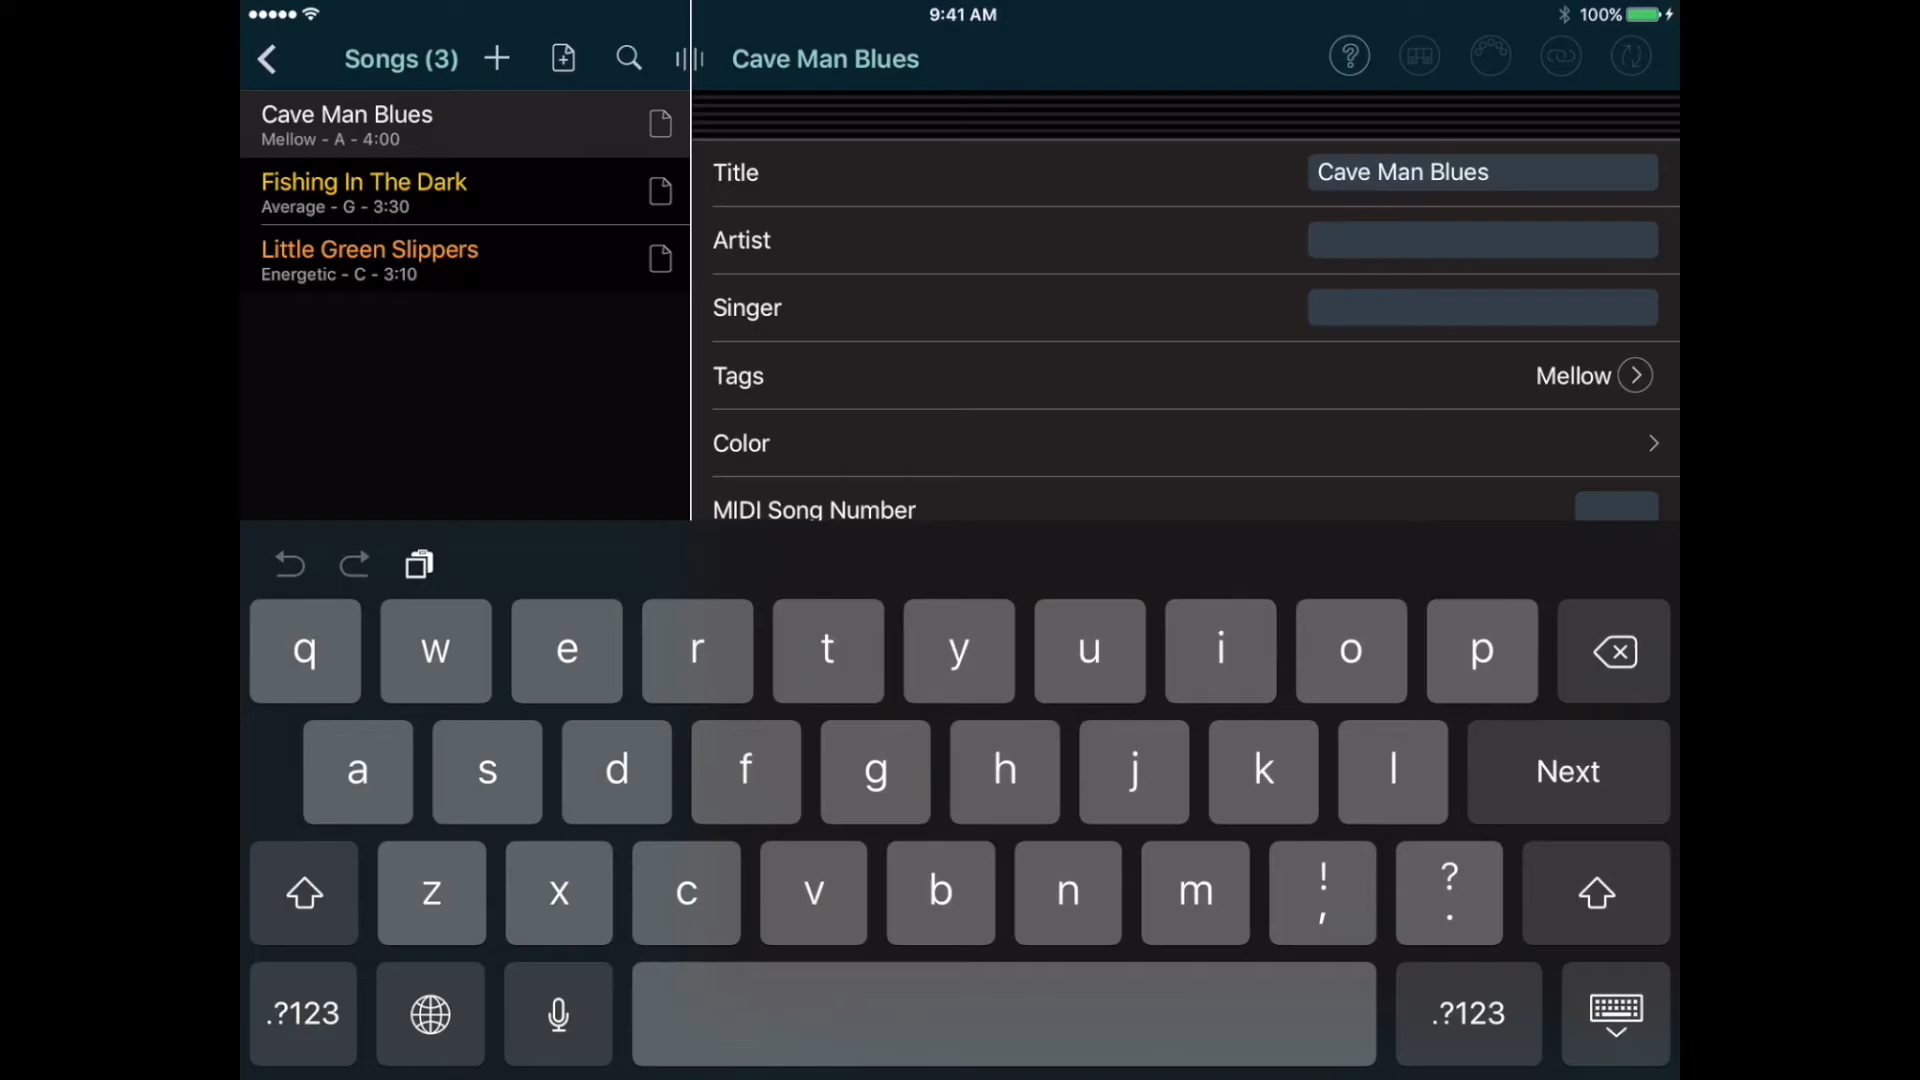 9:41 AM
100%
Songs (3)
Cave Man Blues
Cave Man Blues
Mellow - A - 4:00
Fishing In The Dark
Average - G - 3:30
Little Green Slippers
Energetic - C - 3:10
Title
Cave Man Blues
Artist
Singer
Tags
Mellow
Color
MIDI Song Number
q w e r t y u i o p
a s d f g h j k l Next
z x c v b n m ! , ? .
.?123
.?123